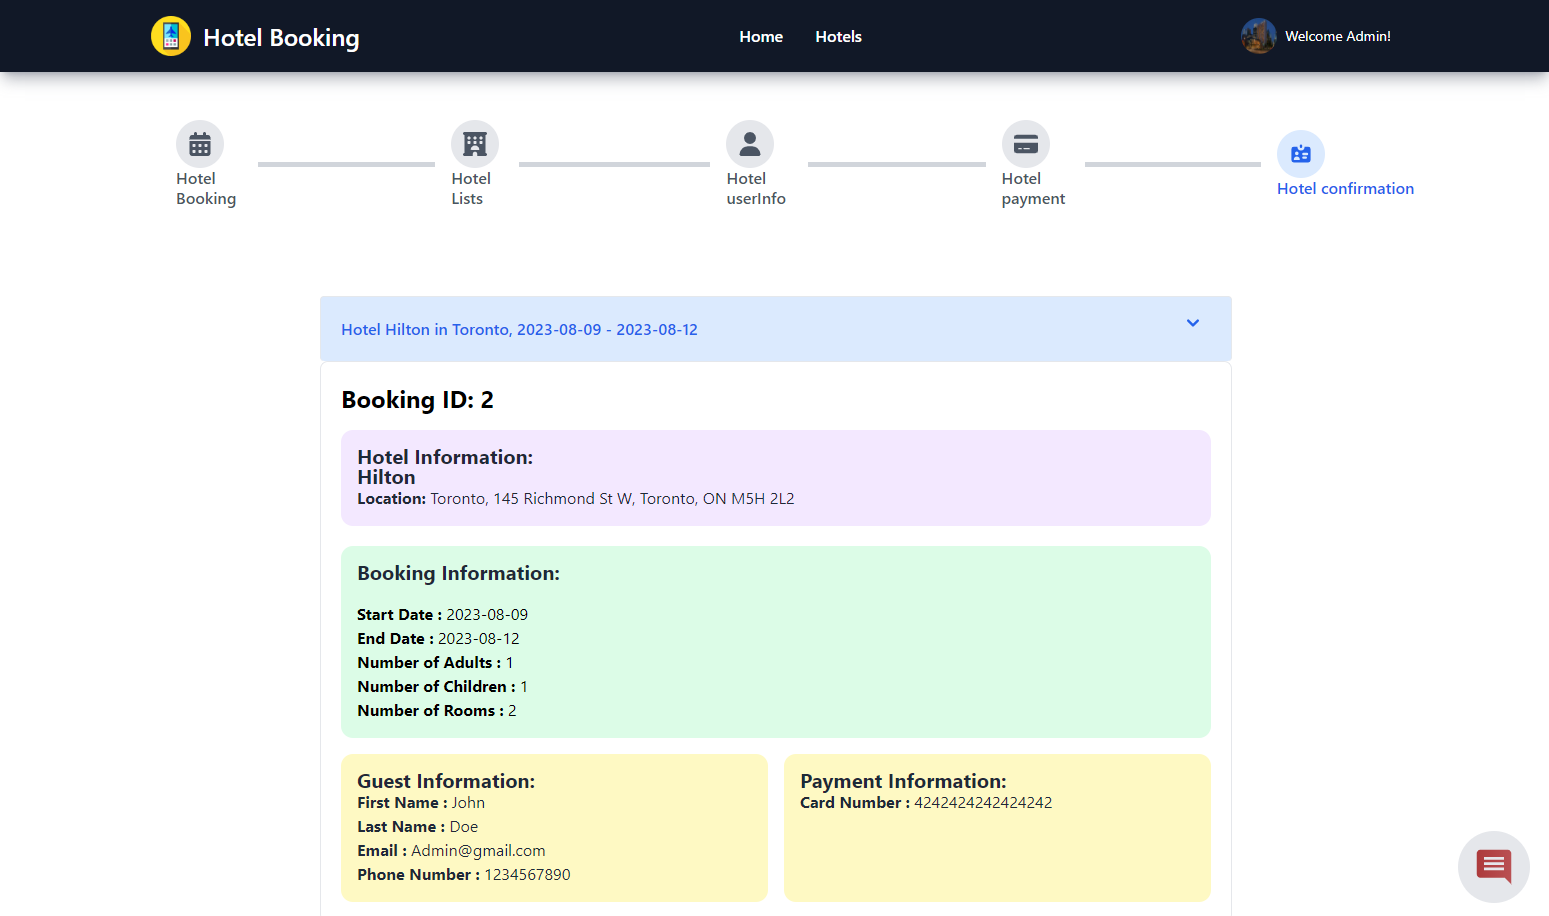 Hotel Booking
Home
Hotels
Welcome Admin!
Hotel
Booking
Hotel
Lists
Hotel
userInfo
Hotel
payment
Hotel confirmation
Hotel Hilton in Toronto, 2023-08-09 - 2023-08-12
Booking ID: 2
Hotel Information:
Hilton
Location: Toronto, 145 Richmond St W, Toronto, ON M5H 2L2
Booking Information:
Start Date : 2023-08-09
End Date : 2023-08-12
Number of Adults : 1
Number of Children : 1
Number of Rooms : 2
Guest Information:
First Name : John
Last Name : Doe
Email : Admin@gmail.com
Phone Number : 1234567890
Payment Information:
Card Number : 4242424242424242